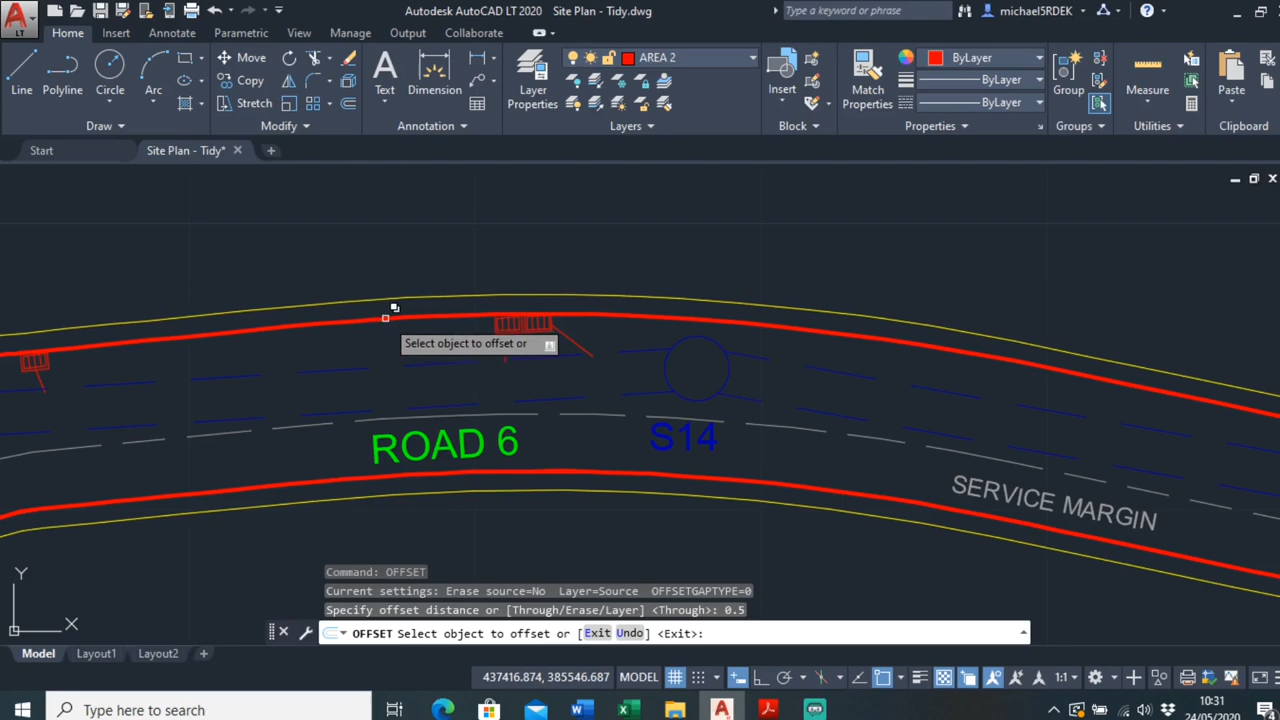 Autodesk AutoCAD LT 2020 Site Plan - Tidy.dwg
Type a keyword or phrase
michael5RDEK
LT
Home Insert Annotate Parametric View Manage Output Collaborate
Line Polyline Circle Arc
Move
Copy
Stretch
Text Dimension
Layer Properties
AREA 2
Insert
Match Properties
ByLayer
ByLayer
ByLayer
Group Measure Paste
Draw Modify Annotation Layers Block Properties Groups Utilities Clipboard
Start Site Plan - Tidy*
Select object to offset or
ROAD 6
S14
SERVICE MARGIN
Y
X
Command: OFFSET
Current settings: Erase source=No Layer=Source OFFSETGAPTYPE=0
Specify offset distance or [Through/Erase/Layer] <Through>: 0.5
OFFSET Select object to offset or [Exit Undo] <Exit>:
Model Layout1 Layout2
437416.874, 385546.687 MODEL 1:1
Type here to search
10:31
24/05/2020